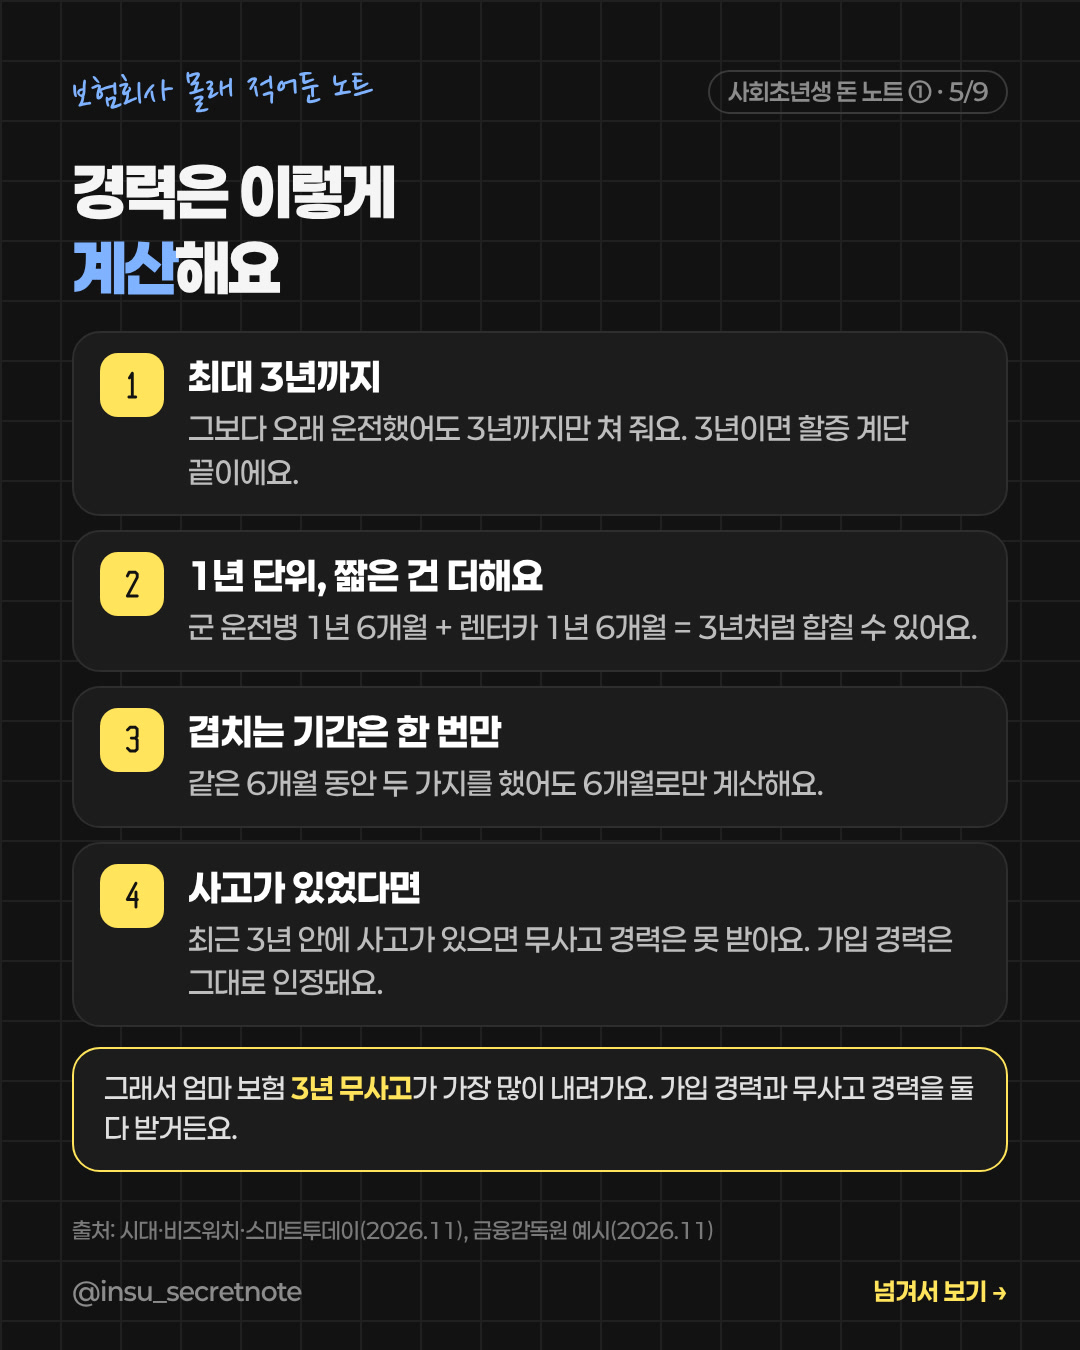 보험회사 몰래 적어둔 노트
사회초년생 돈 노트 ① · 5/9
경력은 이렇게
계산해요
1
최대 3년까지
그보다 오래 운전했어도 3년까지만 쳐 줘요. 3년이면 할증 계단
끝이에요.
2
1년 단위, 짧은 건 더해요
군 운전병 1년 6개월 + 렌터카 1년 6개월 = 3년처럼 합칠 수 있어요.
3
겹치는 기간은 한 번만
같은 6개월 동안 두 가지를 했어도 6개월로만 계산해요.
4
사고가 있었다면
최근 3년 안에 사고가 있으면 무사고 경력은 못 받아요. 가입 경력은
그대로 인정돼요.
그래서 엄마 보험 3년 무사고가 가장 많이 내려가요. 가입 경력과 무사고 경력을 둘
다 받거든요.
출처: 시대·비즈워치·스마트투데이(2026.11), 금융감독원 예시(2026.11)
@insu_secretnote
넘겨서 보기 →